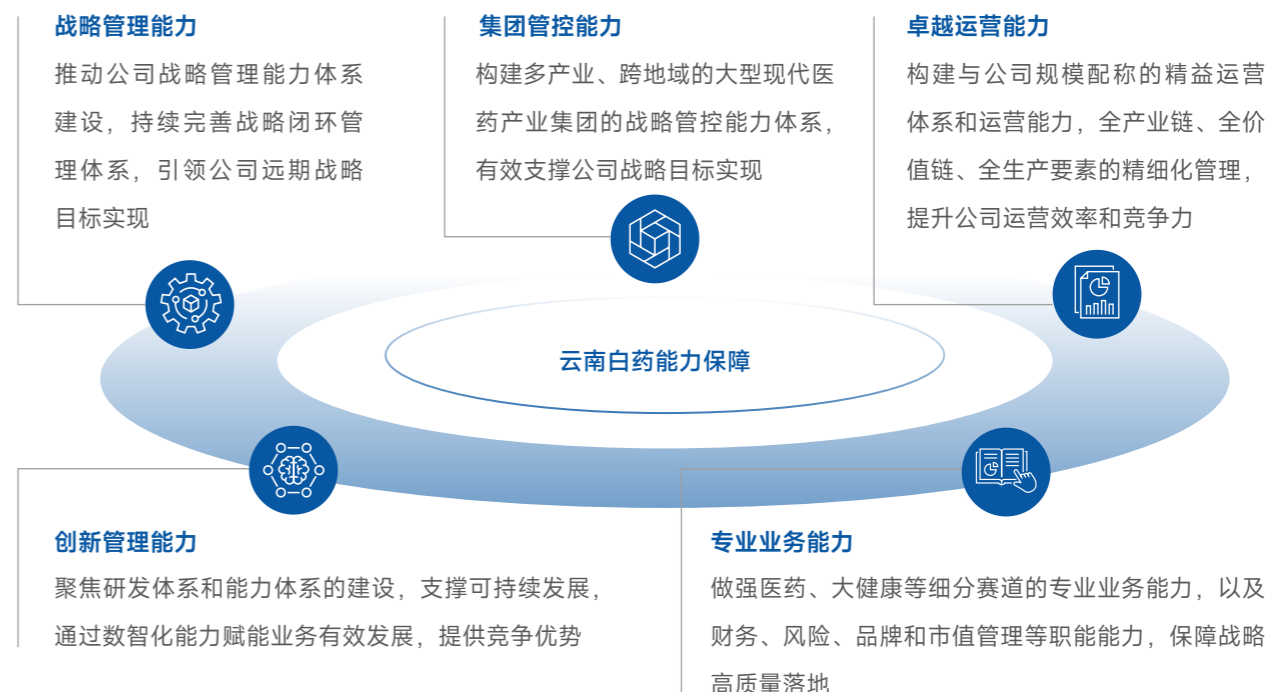 战略管理能力
推动公司战略管理能力体系
建设，持续完善战略闭环管
理体系，引领公司远期战略
目标实现
集团管控能力
构建多产业、跨地域的大型现代医
药产业集团的战略管控能力体系，
有效支撑公司战略目标实现
卓越运营能力
构建与公司规模配称的精益运营
体系和运营能力，全产业链、全价
值链、全生产要素的精细化管理，
提升公司运营效率和竞争力
云南白药能力保障
创新管理能力
聚焦研发体系和能力体系的建设，支撑可持续发展，
通过数智化能力赋能业务有效发展，提供竞争优势
专业业务能力
做强医药、大健康等细分赛道的专业业务能力，以及
财务、风险、品牌和市值管理等职能能力，保障战略
高质量落地